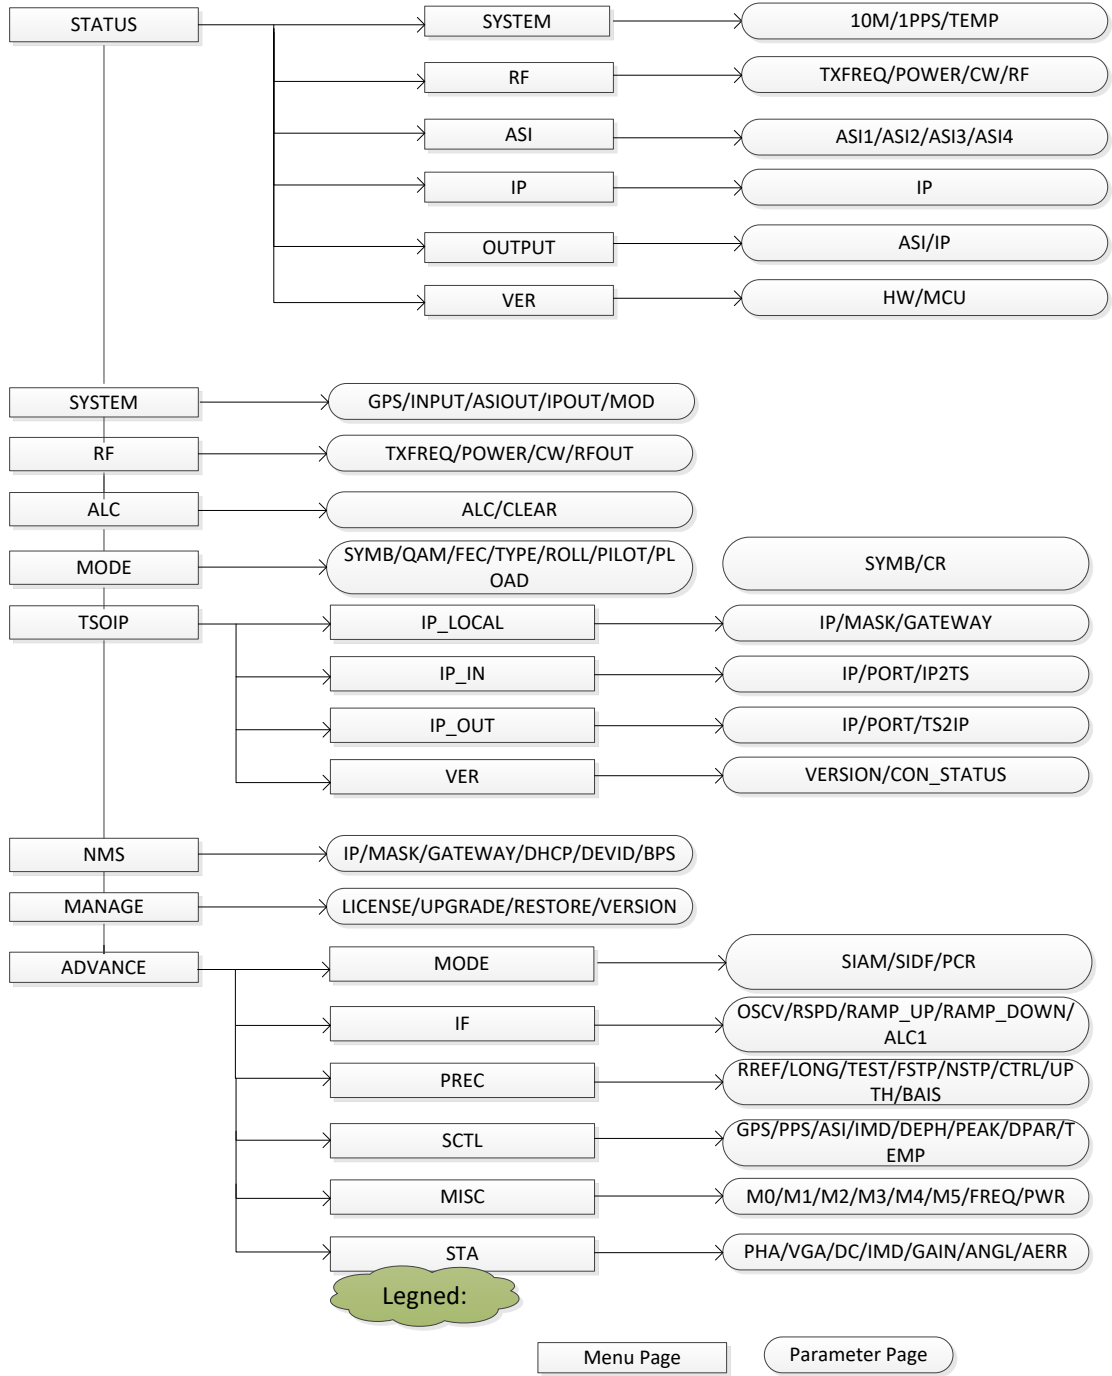 STATUS
SYSTEM
10M/1PPS/TEMP
RF
TXFREQ/POWER/CW/RF
ASI
ASI1/ASI2/ASI3/ASI4
IP
IP
OUTPUT
ASI/IP
VER
HW/MCU
SYSTEM
GPS/INPUT/ASIOUT/IPOUT/MOD
RF
TXFREQ/POWER/CW/RFOUT
ALC
ALC/CLEAR
MODE
SYMB/QAM/FEC/TYPE/ROLL/PILOT/PL
OAD
SYMB/CR
TSOIP
IP_LOCAL
IP/MASK/GATEWAY
IP_IN
IP/PORT/IP2TS
IP_OUT
IP/PORT/TS2IP
VER
VERSION/CON_STATUS
NMS
IP/MASK/GATEWAY/DHCP/DEVID/BPS
MANAGE
LICENSE/UPGRADE/RESTORE/VERSION
ADVANCE
MODE
SIAM/SIDF/PCR
IF
OSCV/RSPD/RAMP_UP/RAMP_DOWN/
ALC1
PREC
RREF/LONG/TEST/FSTP/NSTP/CTRL/UP
TH/BAIS
SCTL
GPS/PPS/ASI/IMD/DEPH/PEAK/DPAR/T
EMP
MISC
M0/M1/M2/M3/M4/M5/FREQ/PWR
STA
PHA/VGA/DC/IMD/GAIN/ANGL/AERR
Legned:
Menu Page
Parameter Page